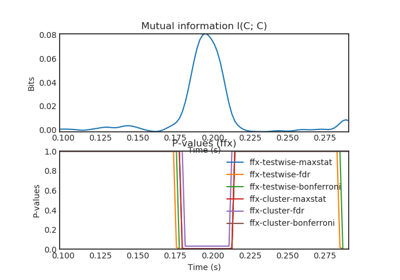 Mutual information I(C; C)
0.08
0.06
0.04
0.02
0.00
Bits
0.100 0.125 0.150 0.175 0.200 0.225 0.250 0.275
Time (s)
P-values (ffx)
1.0
0.8
0.6
0.4
0.2
0.0
P-values
ffx-testwise-maxstat
ffx-testwise-fdr
ffx-testwise-bonferroni
ffx-cluster-maxstat
ffx-cluster-fdr
ffx-cluster-bonferroni
0.100 0.125 0.150 0.175 0.200 0.225 0.250 0.275
Time (s)